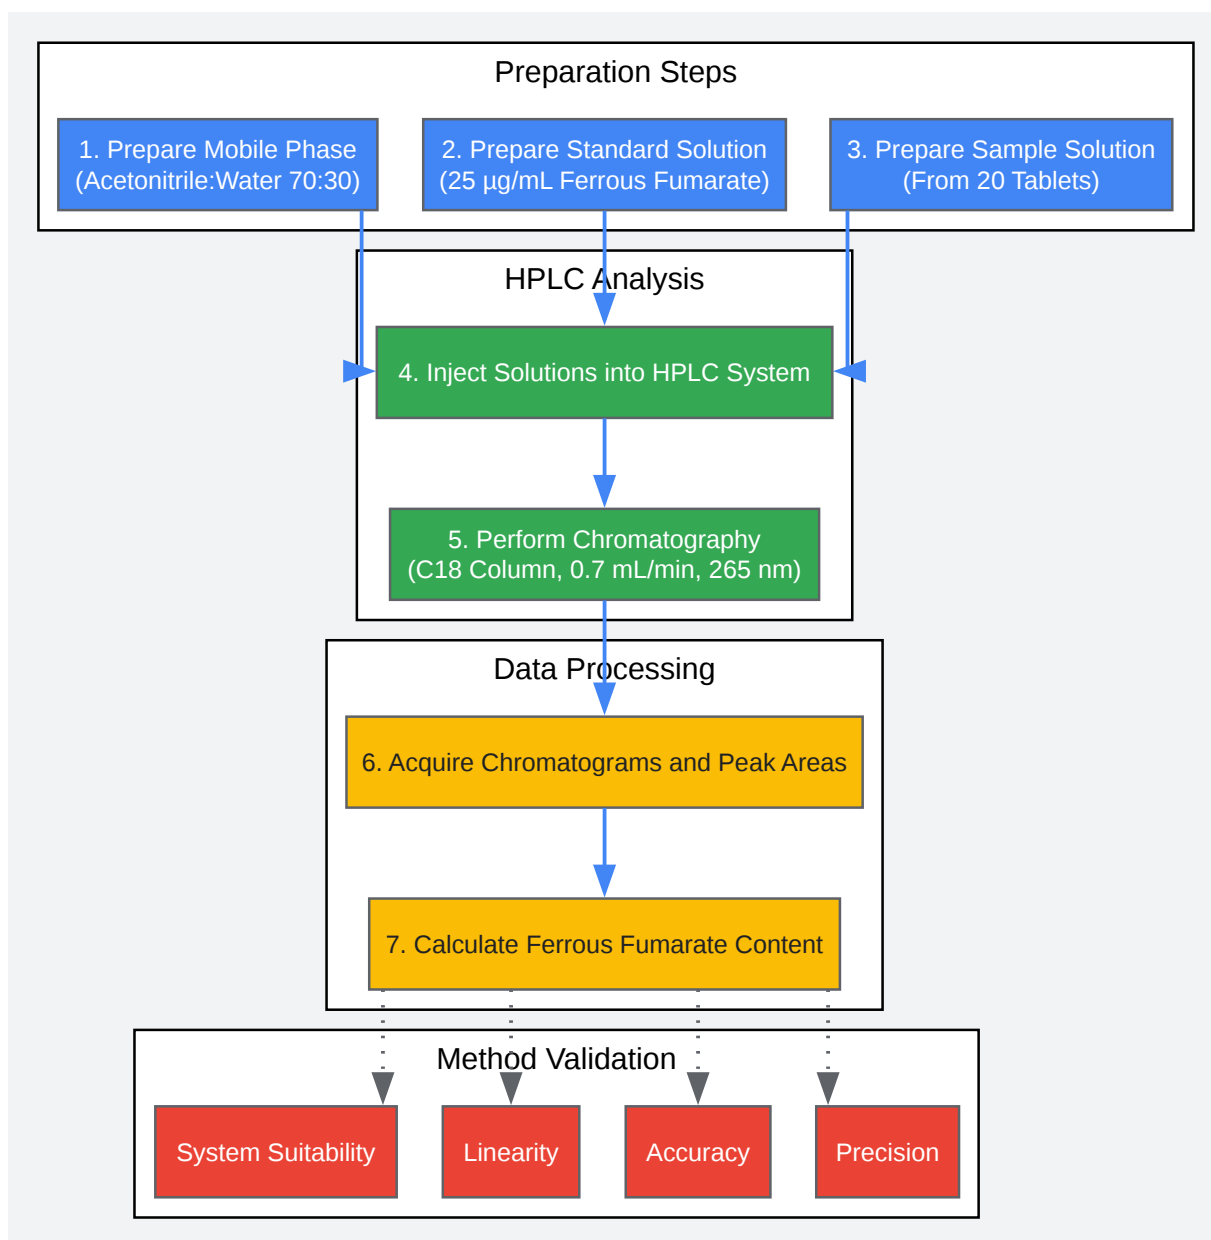 Preparation Steps
1. Prepare Mobile Phase
(Acetonitrile:Water 70:30)
2. Prepare Standard Solution
(25 µg/mL Ferrous Fumarate)
3. Prepare Sample Solution
(From 20 Tablets)
HPLC Analysis
4. Inject Solutions into HPLC System
5. Perform Chromatography
(C18 Column, 0.7 mL/min, 265 nm)
Data Processing
6. Acquire Chromatograms and Peak Areas
7. Calculate Ferrous Fumarate Content
Method Validation
System Suitability
Linearity
Accuracy
Precision